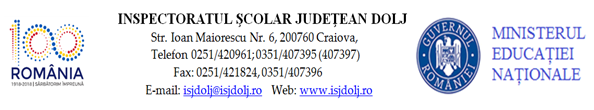 100
ROMÂNIA
1918-2018 | SĂRBĂTORIM ÎMPREUNĂ
INSPECTORATUL ȘCOLAR JUDEȚEAN DOLJ
Str. Ioan Maiorescu Nr. 6, 200760 Craiova,
Telefon 0251/420961; 0351/407395 (407397)
Fax: 0251/421824, 0351/407396
E-mail: isjdolj@isjdolj.ro Web: www.isjdolj.ro
GUVERNUL
ROMÂNIEI
MINISTERUL
EDUCAȚIEI
NAȚIONALE